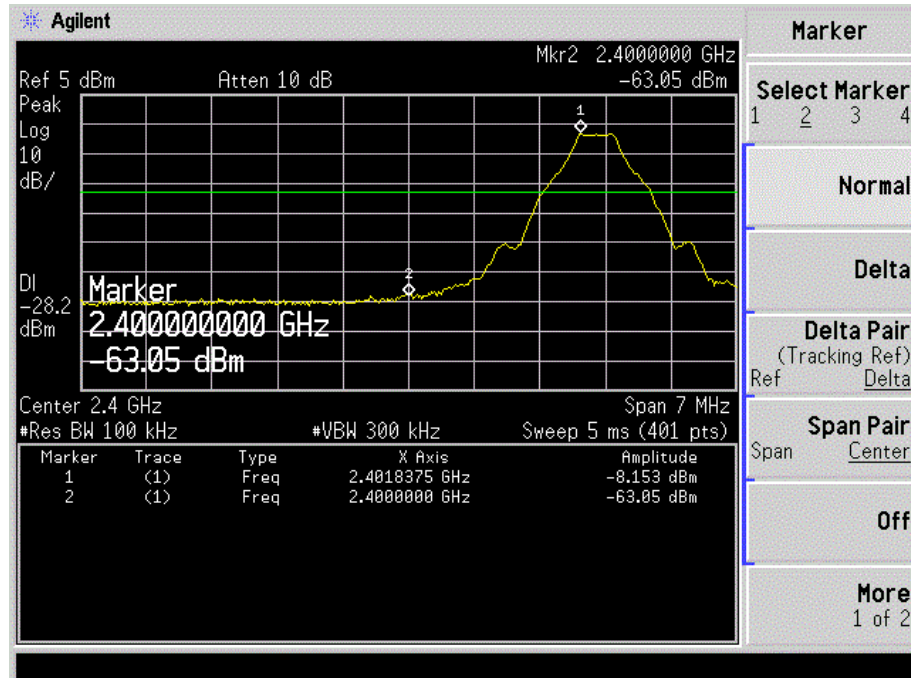 Agilent
Marker
Mkr2 2.4000000 GHz
Ref 5 dBm Atten 10 dB -63.05 dBm
Peak
Log
10
dB/
1
2
DI
-28.2
dBm
Marker
2.400000000 GHz
-63.05 dBm
Center 2.4 GHz Span 7 MHz
#Res BW 100 kHz #VBW 300 kHz Sweep 5 ms (401 pts)
Marker Trace Type X Axis Amplitude
1 (1) Freq 2.4018375 GHz -8.153 dBm
2 (1) Freq 2.4000000 GHz -63.05 dBm
Select Marker
1 2 3 4
Normal
Delta
Delta Pair
(Tracking Ref)
Ref Delta
Span Pair
Span Center
Off
More
1 of 2